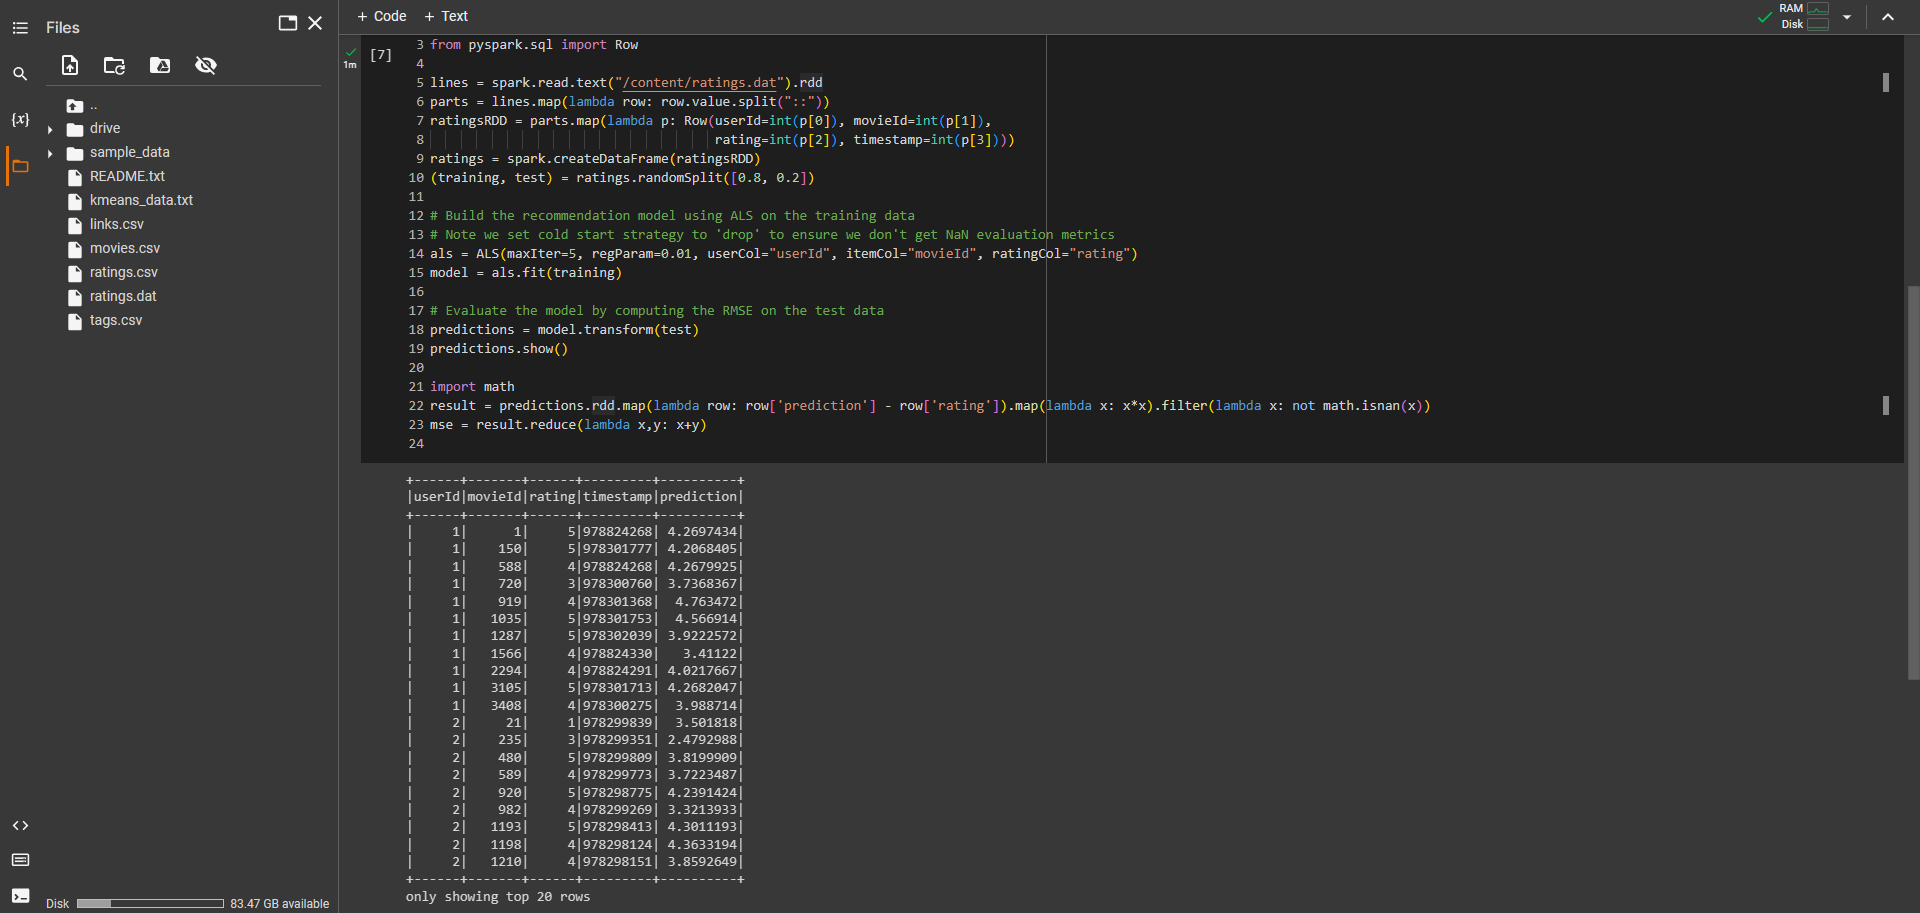 Files
..
drive
sample_data
README.txt
kmeans_data.txt
links.csv
movies.csv
ratings.csv
ratings.dat
tags.csv
{x}
Disk 83.47 GB available
+ Code + Text
RAM
Disk
1m
[7]
3 from pyspark.sql import Row
4
5 lines = spark.read.text("/content/ratings.dat").rdd
6 parts = lines.map(lambda row: row.value.split("::"))
7 ratingsRDD = parts.map(lambda p: Row(userId=int(p[0]), movieId=int(p[1]),
8 rating=int(p[2]), timestamp=int(p[3])))
9 ratings = spark.createDataFrame(ratingsRDD)
10 (training, test) = ratings.randomSplit([0.8, 0.2])
11
12 # Build the recommendation model using ALS on the training data
13 # Note we set cold start strategy to 'drop' to ensure we don't get NaN evaluation metrics
14 als = ALS(maxIter=5, regParam=0.01, userCol="userId", itemCol="movieId", ratingCol="rating")
15 model = als.fit(training)
16
17 # Evaluate the model by computing the RMSE on the test data
18 predictions = model.transform(test)
19 predictions.show()
20
21 import math
22 result = predictions.rdd.map(lambda row: row['prediction'] - row['rating']).map(lambda x: x*x).filter(lambda x: not math.isnan(x))
23 mse = result.reduce(lambda x,y: x+y)
24
+------+-------+------+---------+----------+
|userId|movieId|rating|timestamp|prediction|
+------+-------+------+---------+----------+
|     1|      1|     5|978824268| 4.2697434|
|     1|    150|     5|978301777| 4.2068405|
|     1|    588|     4|978824268| 4.2679925|
|     1|    720|     3|978300760| 3.7368367|
|     1|    919|     4|978301368|  4.763472|
|     1|   1035|     5|978301753|  4.566914|
|     1|   1287|     5|978302039| 3.9222572|
|     1|   1566|     4|978824330|   3.41122|
|     1|   2294|     4|978824291| 4.0217667|
|     1|   3105|     5|978301713| 4.2682047|
|     1|   3408|     4|978300275|  3.988714|
|     2|     21|     1|978299839|  3.501818|
|     2|    235|     3|978299351| 2.4792988|
|     2|    480|     5|978299809| 3.8199909|
|     2|    589|     4|978299773| 3.7223487|
|     2|    920|     5|978298775| 4.2391424|
|     2|    982|     4|978299269| 3.3213933|
|     2|   1193|     5|978298413| 4.3011193|
|     2|   1198|     4|978298124| 4.3633194|
|     2|   1210|     4|978298151| 3.8592649|
+------+-------+------+---------+----------+
only showing top 20 rows